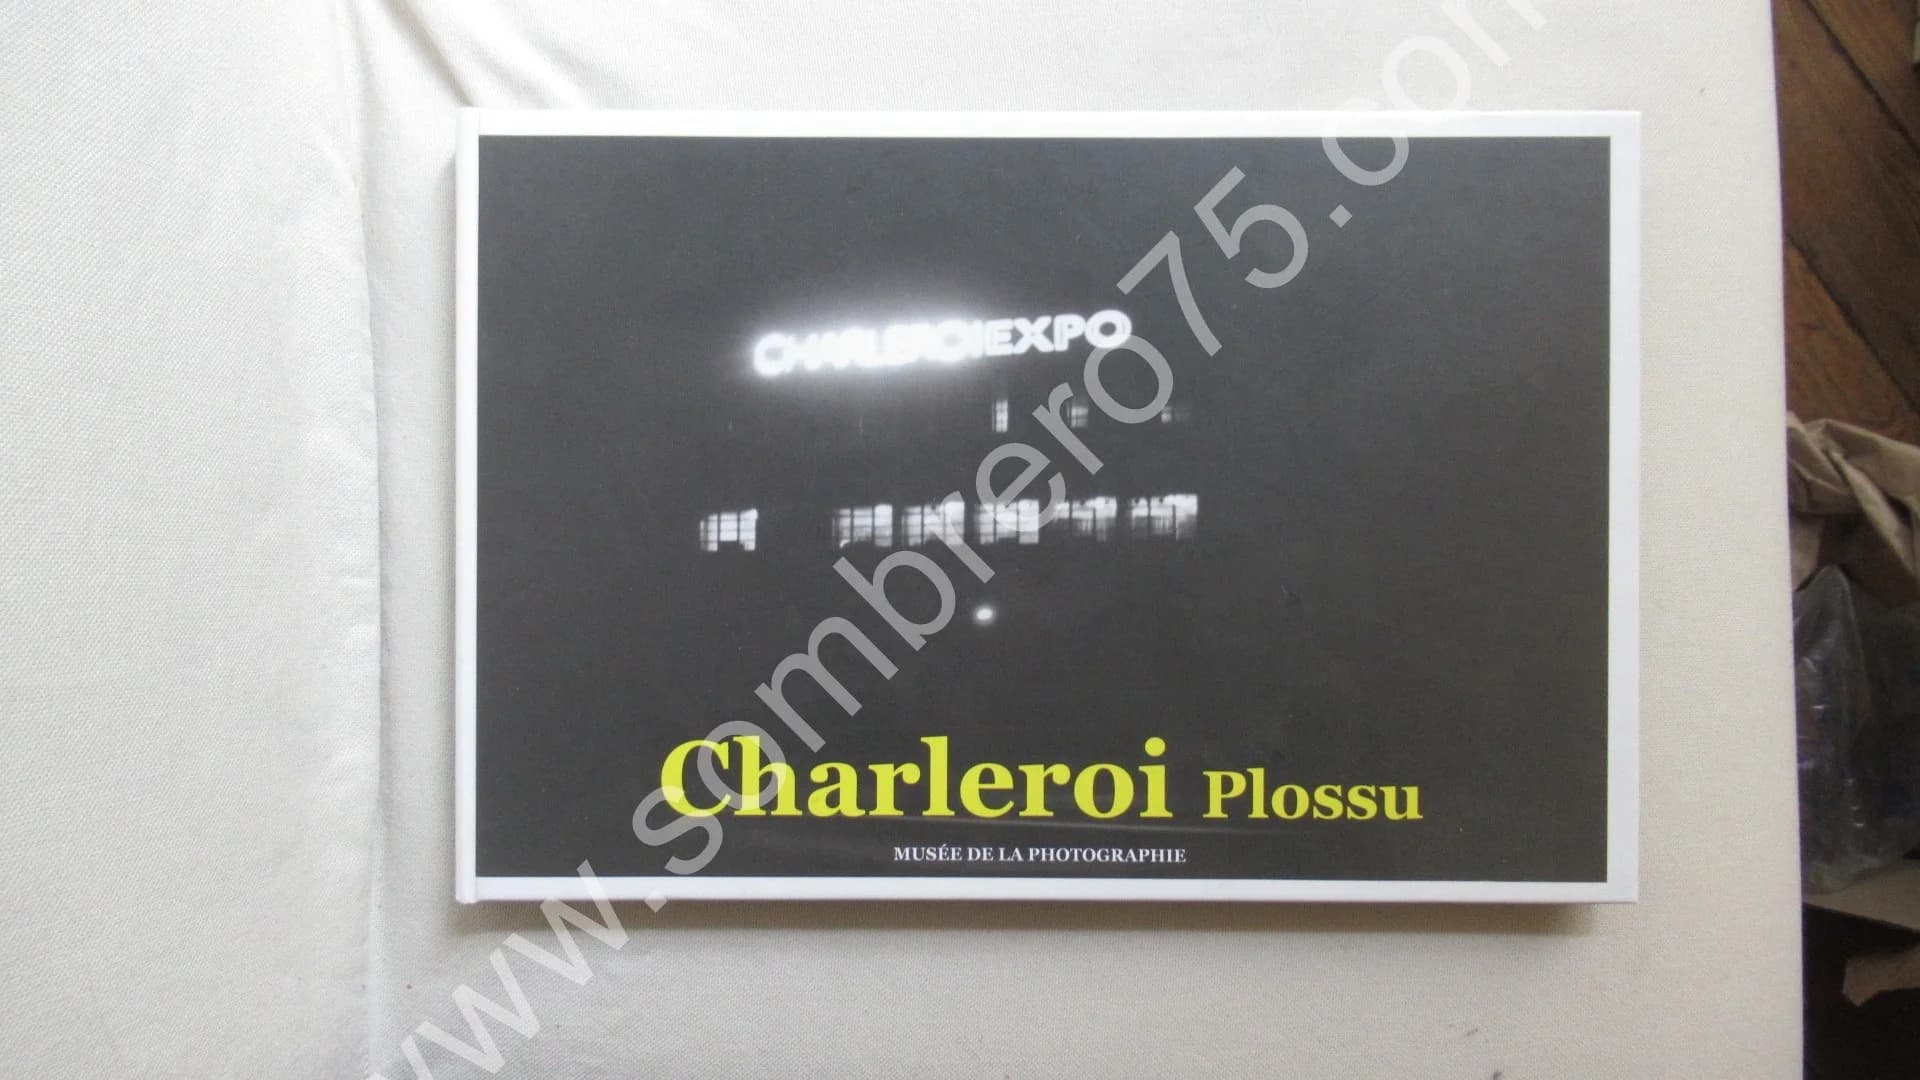 CHARLEROIEXPO
Charleroi Plossu
MUSÉE DE LA PHOTOGRAPHIE
www.sombrero75.com